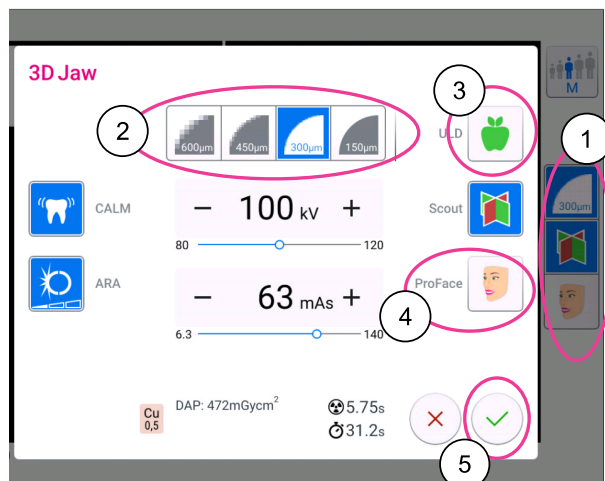 3D Jaw
600µm 450µm 300µm 150µm
ULD
CALM
− 100 kV +
80 120
Scout
ARA
− 63 mAs +
6.3 140
ProFace
Cu
0,5
DAP: 472mGycm²
5.75s
31.2s
M
300µm
1
2
3
4
5